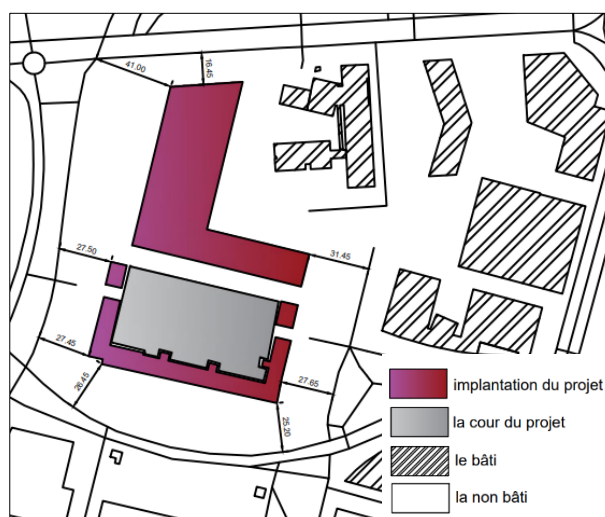 41.00
16.45
27.50
31.45
27.45
26.45
27.65
25.20
implantation du projet
la cour du projet
le bâti
la non bâti